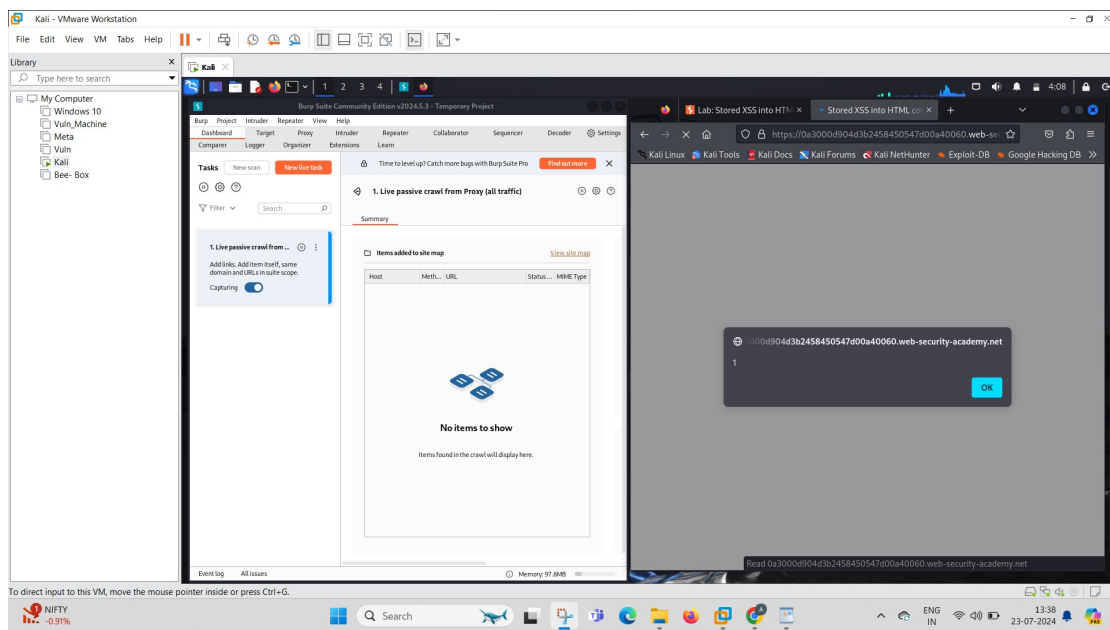 Kali - VMware Workstation
File Edit View VM Tabs Help
Library X
Type here to search
My Computer
Windows 10
Vuln_Machine
Meta
Vuln
Kali
Bee- Box
Kali
1 2 3 4
4:08
Burp Suite Community Edition v2024.5.3 - Temporary Project
Burp Project Intruder Repeater View Help
Dashboard Target Proxy Intruder Repeater Collaborator Sequencer Decoder Settings
Comparer Logger Organizer Extensions Learn
Tasks New scan New live task
Filter Search
1. Live passive crawl from ...
Add links. Add item itself, same
domain and URLs in suite scope.
Capturing
Time to level up? Catch more bugs with Burp Suite Pro Find out more
1. Live passive crawl from Proxy (all traffic)
Summary
Items added to site map View site map
Host Meth... URL Status ... MIME Type
No items to show
Items found in the crawl will display here.
Event log All issues Memory: 97.6MB
Lab: Stored XSS into HTM Stored XSS into HTML con
https://0a3000d904d3b2458450547d00a40060.web-sec
Kali Linux Kali Tools Kali Docs Kali Forums Kali NetHunter Exploit-DB Google Hacking DB
000d904d3b2458450547d00a40060.web-security-academy.net
1
OK
Read 0a3000d904d3b2458450547d00a40060.web-security-academy.net
To direct input to this VM, move the mouse pointer inside or press Ctrl+G.
NIFTY
-0.91%
Search
ENG
IN
13:38
23-07-2024
PRE